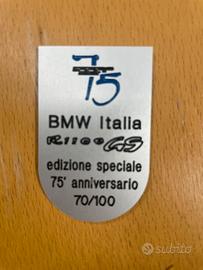 75
BMW Italia
R1100GS
edizione speciale
75' anniversario
70/100
subito